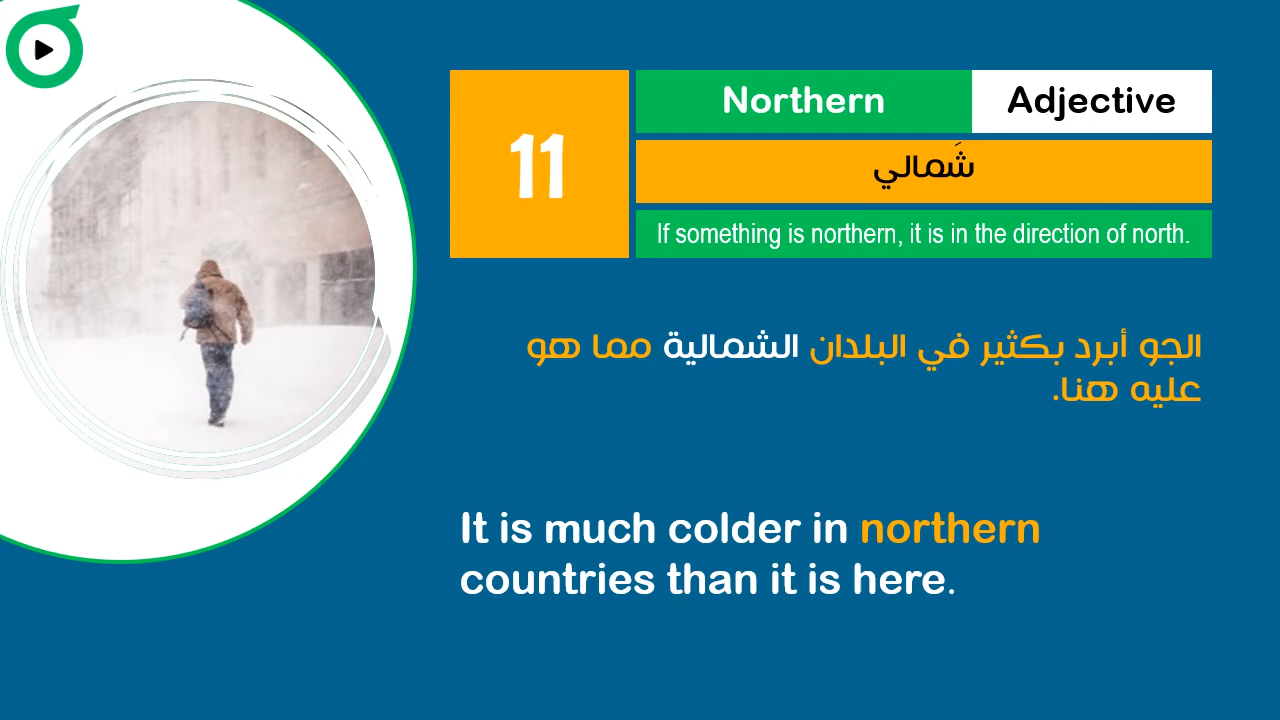 11
Northern
Adjective
شَمالي
If something is northern, it is in the direction of north.
الجو أبرد بكثير في البلدان الشمالية مما هو
عليه هنا.
It is much colder in northern
countries than it is here.